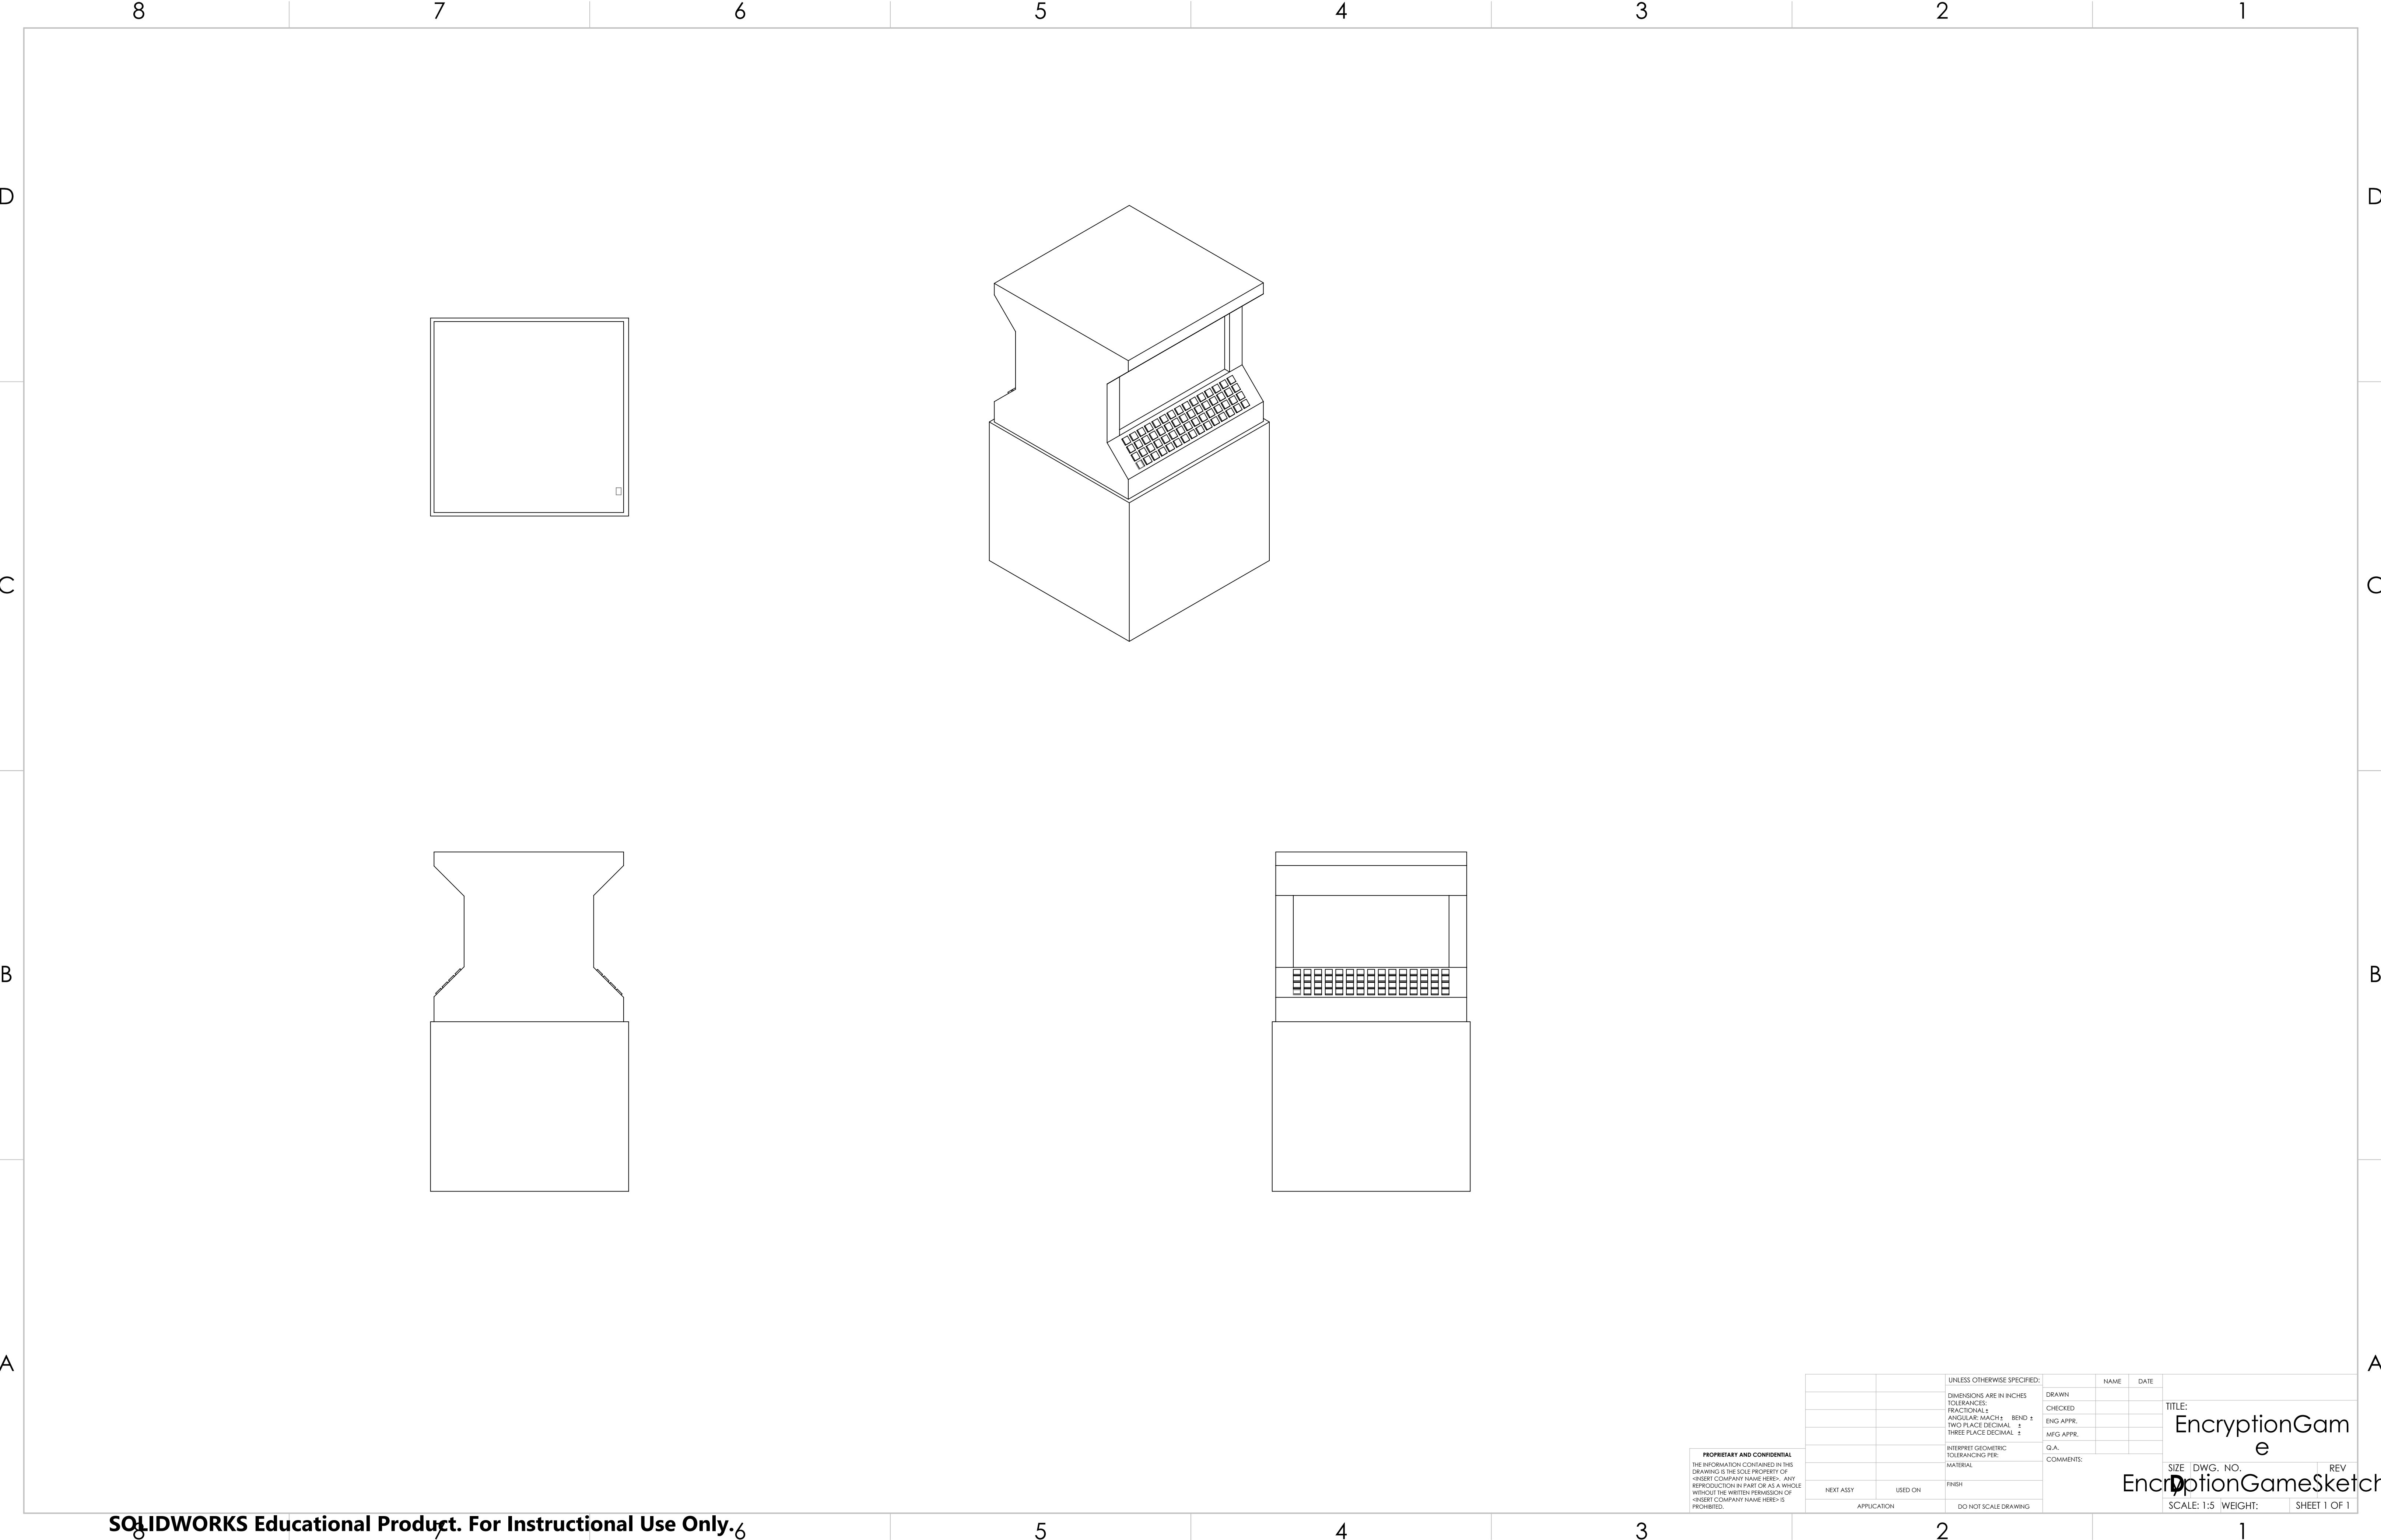 8 7 6 5 4 3 2 1
D D
C C
B B
A A
UNLESS OTHERWISE SPECIFIED:
DIMENSIONS ARE IN INCHES
TOLERANCES:
FRACTIONAL ±
ANGULAR: MACH ± BEND ±
TWO PLACE DECIMAL ±
THREE PLACE DECIMAL ±
INTERPRET GEOMETRIC
TOLERANCING PER:
MATERIAL
FINISH
DO NOT SCALE DRAWING
NAME DATE
DRAWN
CHECKED
ENG APPR.
MFG APPR.
Q.A.
COMMENTS:
PROPRIETARY AND CONFIDENTIAL
THE INFORMATION CONTAINED IN THIS
DRAWING IS THE SOLE PROPERTY OF
<INSERT COMPANY NAME HERE>. ANY
REPRODUCTION IN PART OR AS A WHOLE
WITHOUT THE WRITTEN PERMISSION OF
<INSERT COMPANY NAME HERE> IS
PROHIBITED.
NEXT ASSY USED ON
APPLICATION
TITLE:
EncryptionGam
e
SIZE DWG. NO. REV
D
EncryptionGameSketch
SCALE: 1:5 WEIGHT: SHEET 1 OF 1
SOLIDWORKS Educational Product. For Instructional Use Only.
8 7 6 5 4 3 2 1